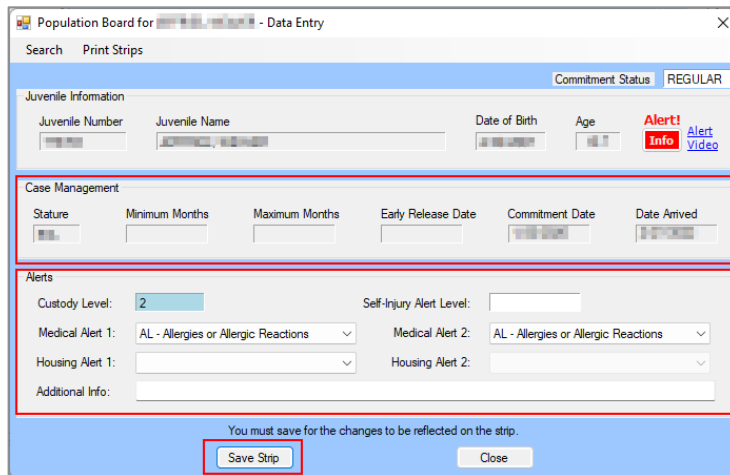 Population Board for - Data Entry
Search Print Strips
Commitment Status REGULAR
Juvenile Information
Juvenile Number Juvenile Name Date of Birth Age Alert!
Info Alert Video
Case Management
Stature Minimum Months Maximum Months Early Release Date Commitment Date Date Arrived
Alerts
Custody Level: 2 Self-Injury Alert Level:
Medical Alert 1: AL - Allergies or Allergic Reactions Medical Alert 2: AL - Allergies or Allergic Reactions
Housing Alert 1: Housing Alert 2:
Additional Info:
You must save for the changes to be reflected on the strip.
Save Strip Close